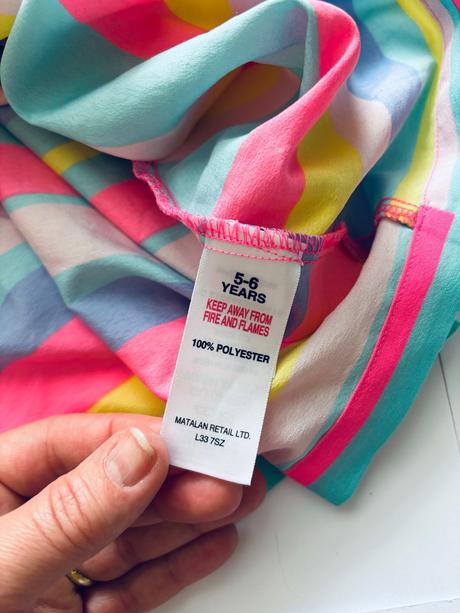 5-6
YEARS
KEEP AWAY FROM
FIRE AND FLAMES
100% POLYESTER
MATALAN RETAIL LTD.
L33 7SZ